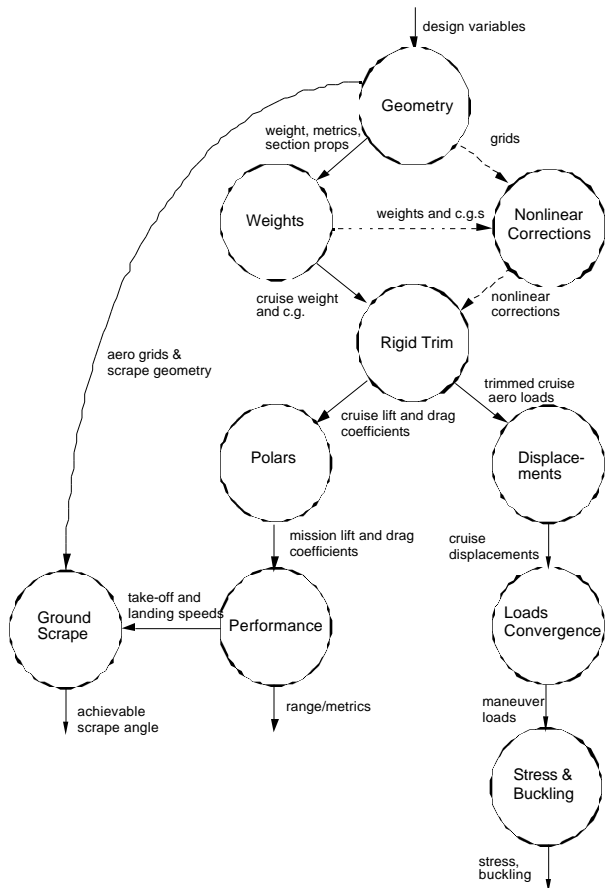 design variables
Geometry
weight, metrics,
section props
grids
Weights
weights and c.g.s
Nonlinear
Corrections
cruise weight
and c.g.
nonlinear
corrections
Rigid Trim
aero grids &
scrape geometry
cruise lift and drag
coefficients
trimmed cruise
aero loads
Polars
Displace-
ments
mission lift and drag
coefficients
cruise
displacements
take-off and
landing speeds
Ground
Scrape
Performance
Loads
Convergence
achievable
scrape angle
range/metrics
maneuver
loads
Stress &
Buckling
stress,
buckling